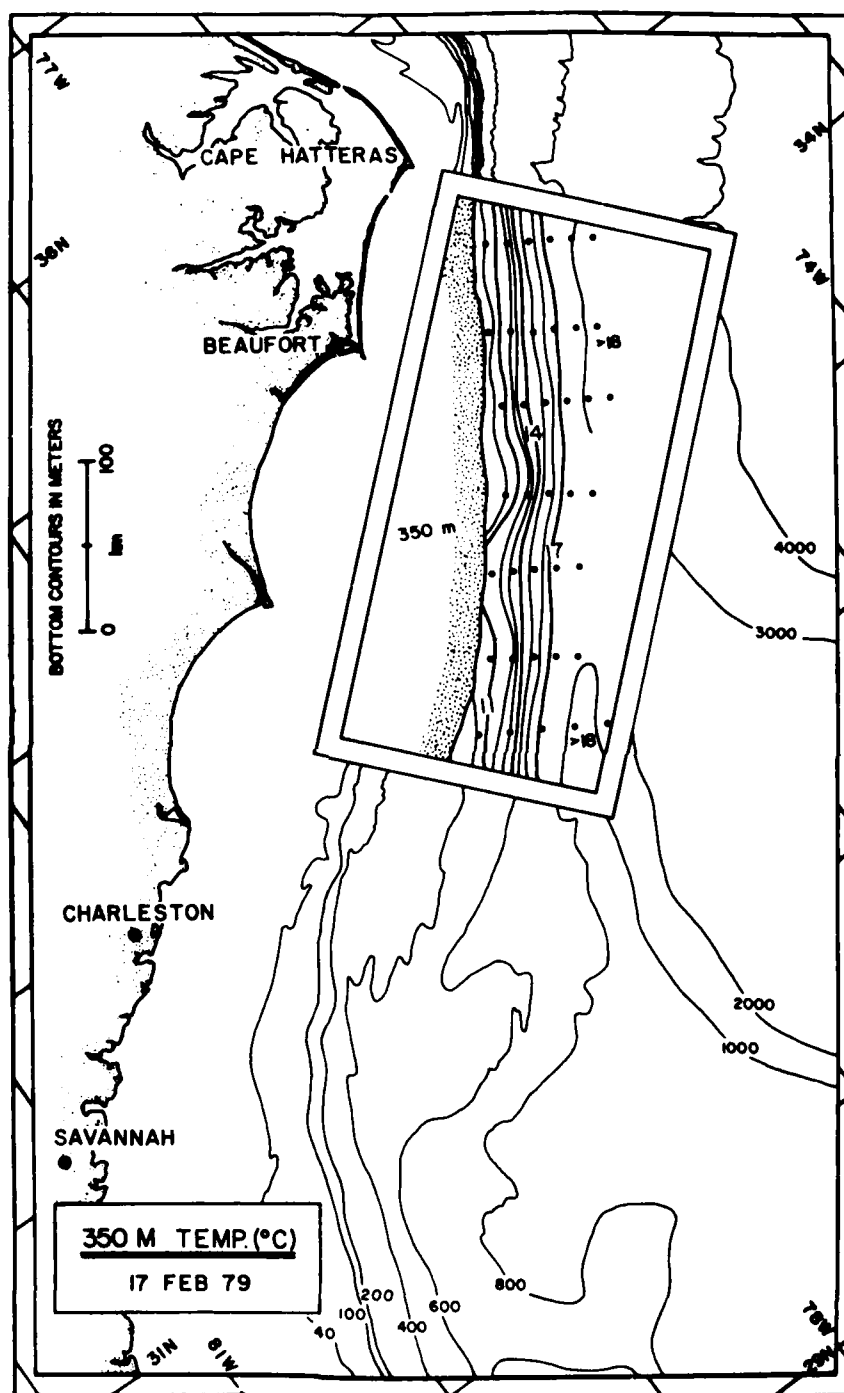 77W
34N
CAPE HATTERAS
36N
74W
BEAUFORT
>18
14
BOTTOM CONTOURS IN METERS
100
km
0
350 m
7
4000
3000
11
>18
CHARLESTON
2000
1000
SAVANNAH
350 M TEMP. (°C)
17 FEB 79
800
600
200
100
400
40
31N
81W
78W
29N